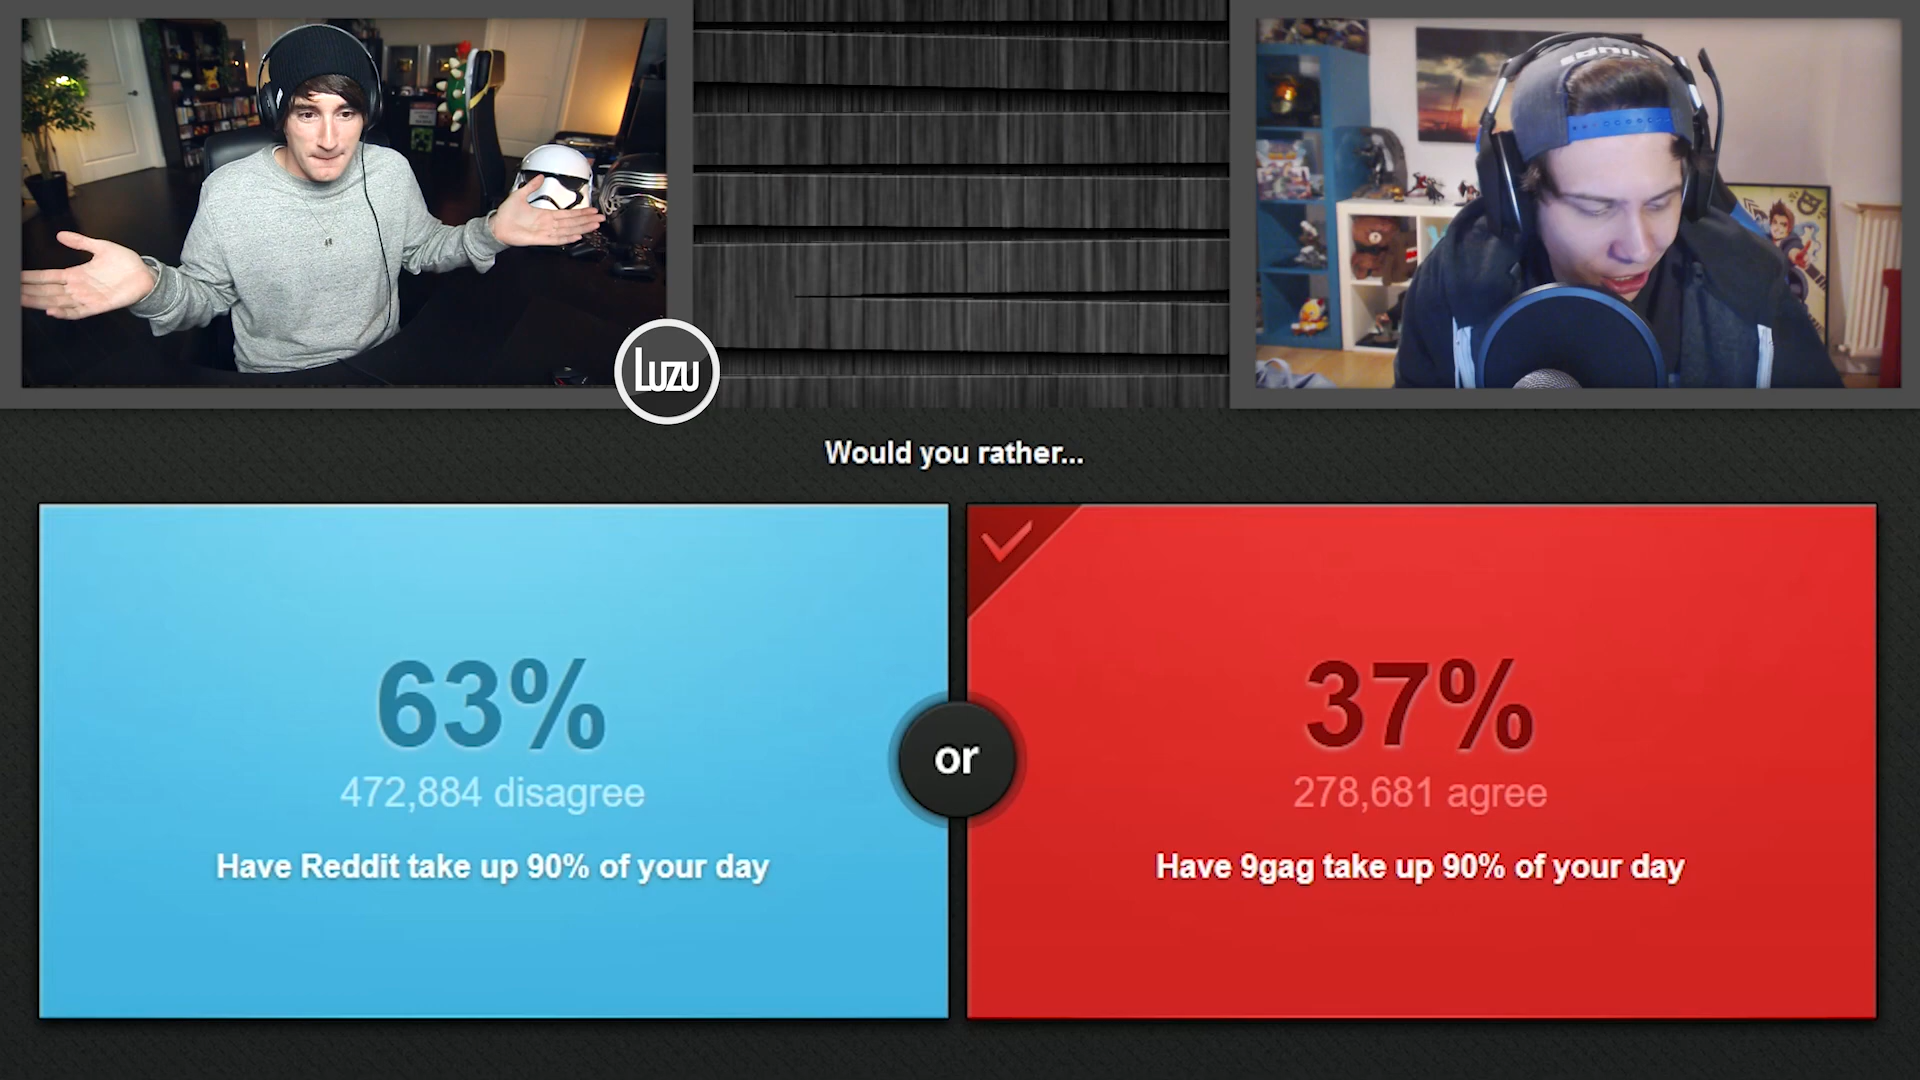 LUZU
Would you rather...
63%
472,884 disagree
Have Reddit take up 90% of your day
or
37%
278,681 agree
Have 9gag take up 90% of your day